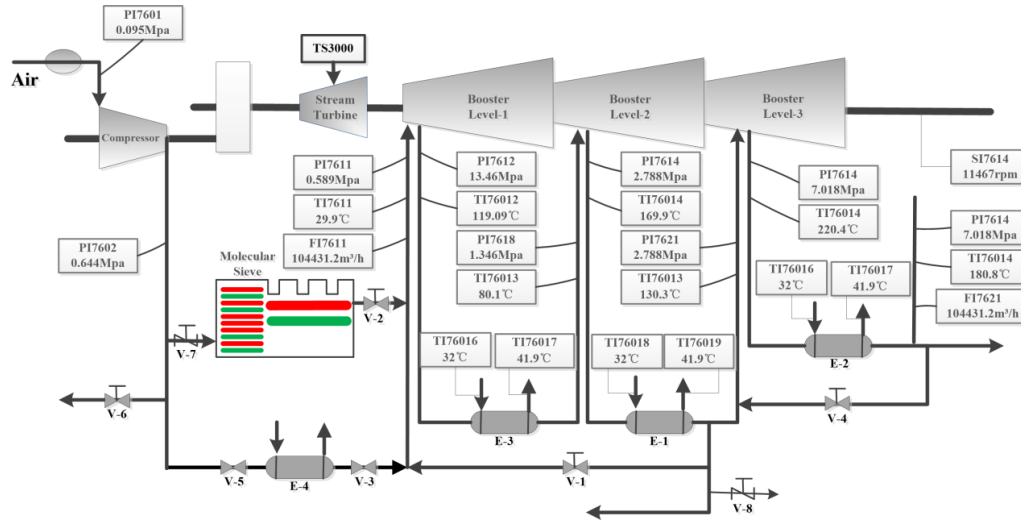 PI7601
0.095Mpa
Air
Compressor
TS3000
Stream
Turbine
Booster
Level-1
Booster
Level-2
Booster
Level-3
PI7611
0.589Mpa
TI7611
29.9℃
FI7611
104431.2m³/h
PI7612
13.46Mpa
TI76012
119.09℃
PI7618
1.346Mpa
TI76013
80.1℃
PI7614
2.788Mpa
TI76014
169.9℃
PI7621
2.788Mpa
TI76013
130.3℃
PI7614
7.018Mpa
TI76014
220.4℃
SI7614
11467rpm
PI7614
7.018Mpa
TI76014
180.8℃
FI7621
104431.2m³/h
PI7602
0.644Mpa
Molecular
Sieve
V-2
V-7
TI76016
32℃
TI76017
41.9℃
TI76018
32℃
TI76019
41.9℃
TI76016
32℃
TI76017
41.9℃
E-2
V-6
E-3
E-1
V-4
V-5
E-4
V-3
V-1
V-8